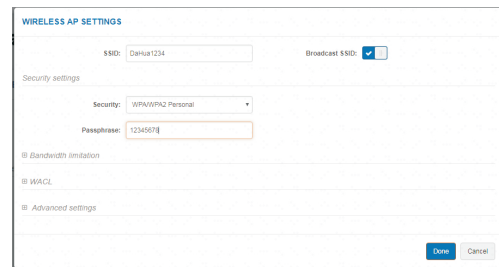 WIRELESS AP SETTINGS
SSID: DaHua1234 Broadcast SSID:
Security settings
Security: WPA/WPA2 Personal
Passphrase: 12345678
Bandwidth limitation
WACL
Advanced settings
Done Cancel